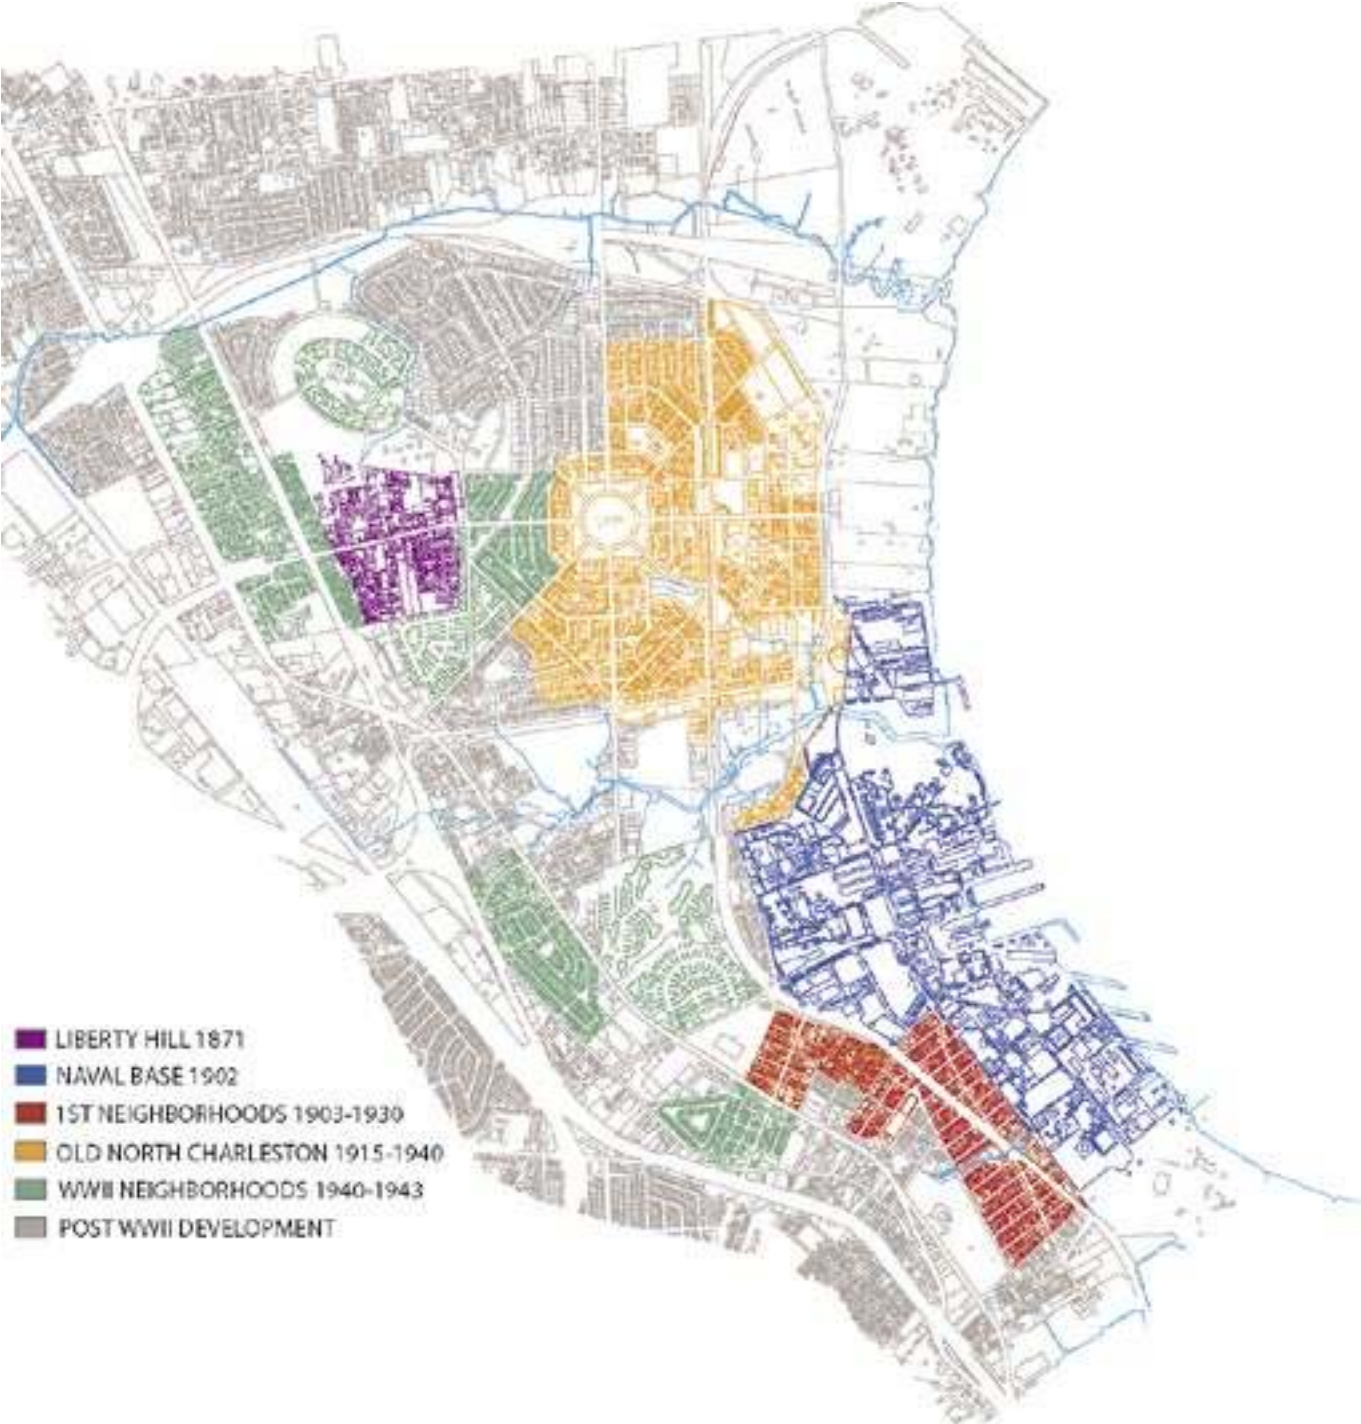 LIBERTY HILL 1871
NAVAL BASE 1902
1ST NEIGHBORHOODS 1903-1930
OLD NORTH CHARLESTON 1915-1940
WWII NEIGHBORHOODS 1940-1943
POST WWII DEVELOPMENT